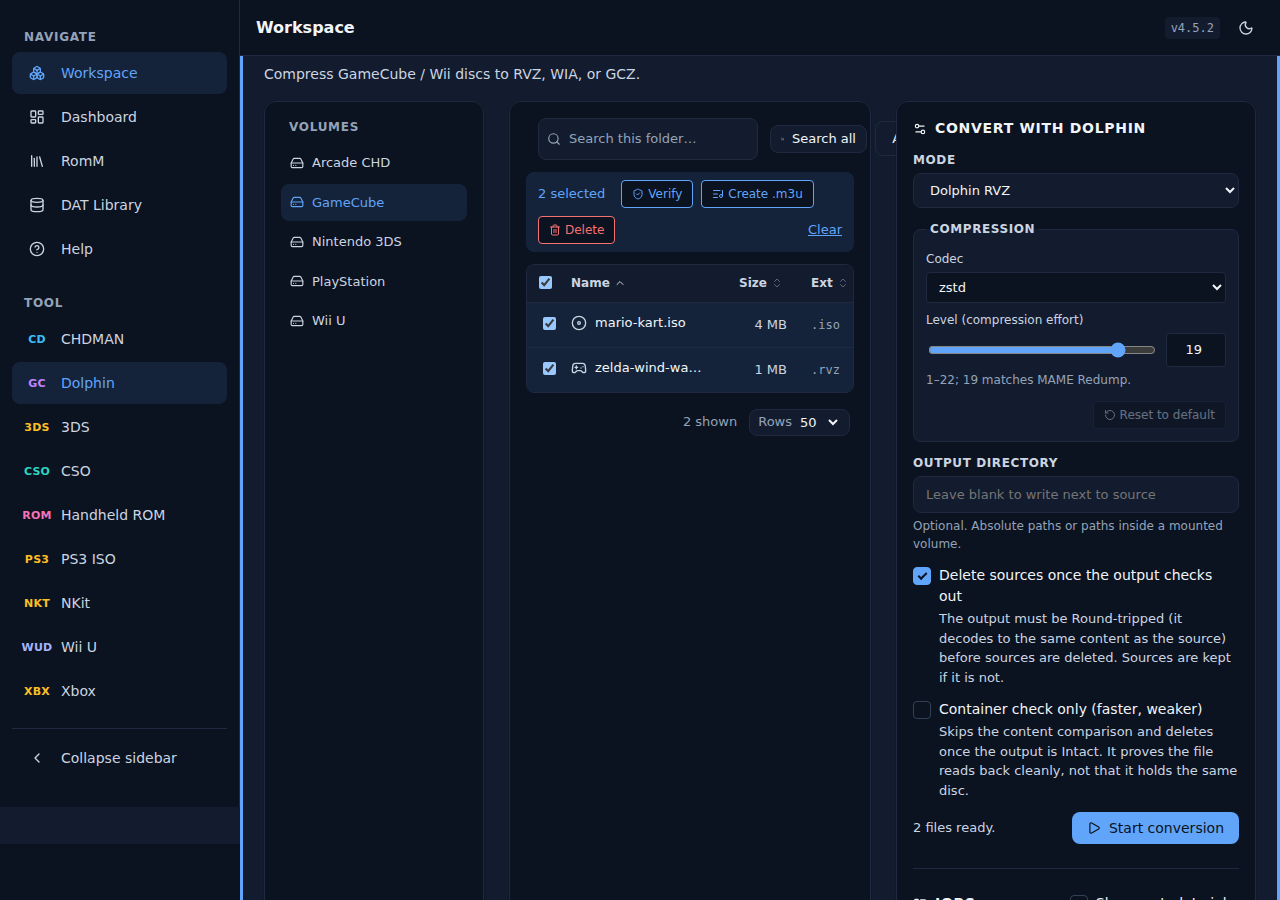 NAVIGATE
Workspace
Dashboard
RomM
DAT Library
Help
TOOL
CD CHDMAN
GC Dolphin
3DS 3DS
CSO CSO
ROM Handheld ROM
PS3 PS3 ISO
NKT NKit
WUD Wii U
XBX Xbox
Collapse sidebar
Workspace
v4.5.2
Compress GameCube / Wii discs to RVZ, WIA, or GCZ.
VOLUMES
Arcade CHD
GameCube
Nintendo 3DS
PlayStation
Wii U
Search this folder…
Search all
2 selected
Verify
Create .m3u
Delete
Clear
Name Size Ext
mario-kart.iso 4 MB .iso
zelda-wind-wa… 1 MB .rvz
2 shown Rows 50
CONVERT WITH DOLPHIN
MODE
Dolphin RVZ
COMPRESSION
Codec
zstd
Level (compression effort)
19
1–22; 19 matches MAME Redump.
Reset to default
OUTPUT DIRECTORY
Leave blank to write next to source
Optional. Absolute paths or paths inside a mounted
volume.
Delete sources once the output checks
out
The output must be Round-tripped (it
decodes to the same content as the source)
before sources are deleted. Sources are kept
if it is not.
Container check only (faster, weaker)
Skips the content comparison and deletes
once the output is Intact. It proves the file
reads back cleanly, not that it holds the same
disc.
2 files ready.
Start conversion
JOBS